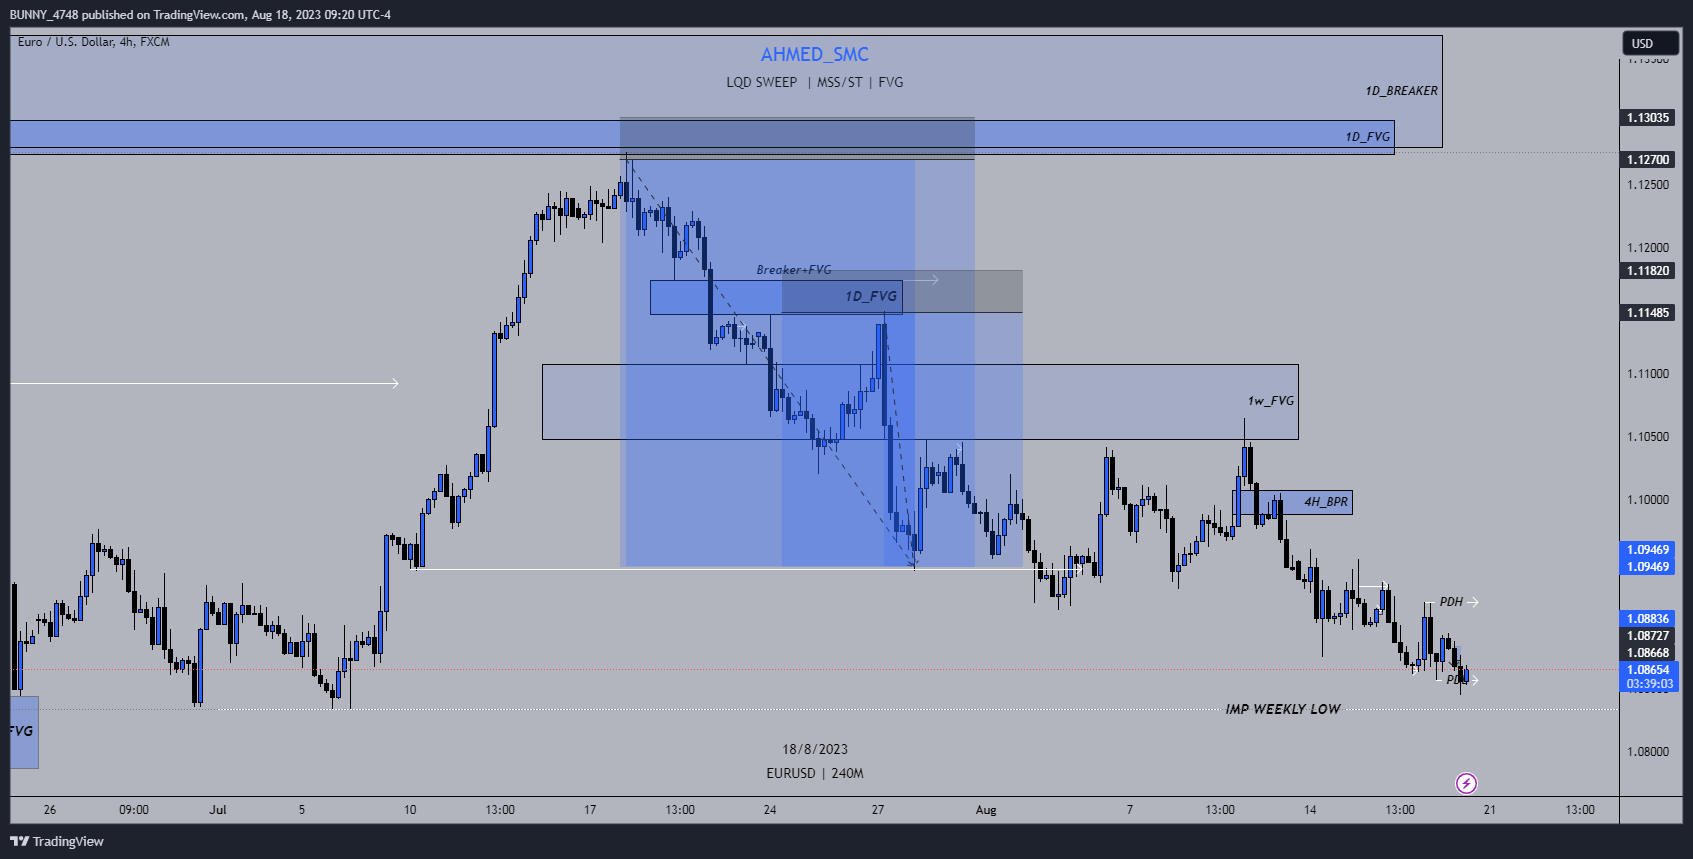 BUNNY_4748 published on TradingView.com, Aug 18, 2023 09:20 UTC-4
Euro / U.S. Dollar, 4h, FXCM
USD
AHMED_SMC
LQD SWEEP | MSS/ST | FVG
1D_BREAKER
1.13035
1D_FVG
1.12700
1.12500
1.12000
Breaker+FVG
1.11820
1D_FVG
1.11485
1.11000
1w_FVG
1.10500
1.10000
4H_BPR
1.09469
1.09469
PDH
1.08836
1.08727
1.08668
1.08654
03:39:03
IMP WEEKLY LOW
FVG
18/8/2023
1.08000
EURUSD | 240M
26 09:00 Jul 5 10 13:00 17 13:00 24 27 Aug 7 13:00 14 13:00 21 13:00
TradingView